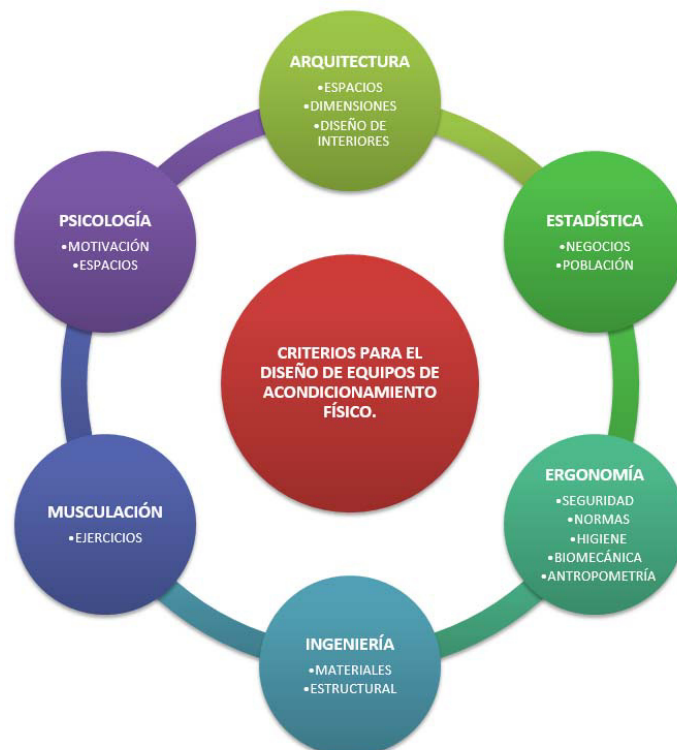 ARQUITECTURA
•ESPACIOS
•DIMENSIONES
•DISEÑO DE
INTERIORES
ESTADÍSTICA
•NEGOCIOS
•POBLACIÓN
ERGONOMÍA
•SEGURIDAD
•NORMAS
•HIGIENE
•BIOMECÁNICA
•ANTROPOMETRÍA
INGENIERÍA
•MATERIALES
•ESTRUCTURAL
MUSCULACIÓN
•EJERCICIOS
PSICOLOGÍA
•MOTIVACIÓN
•ESPACIOS
CRITERIOS PARA EL
DISEÑO DE EQUIPOS DE
ACONDICIONAMIENTO
FÍSICO.